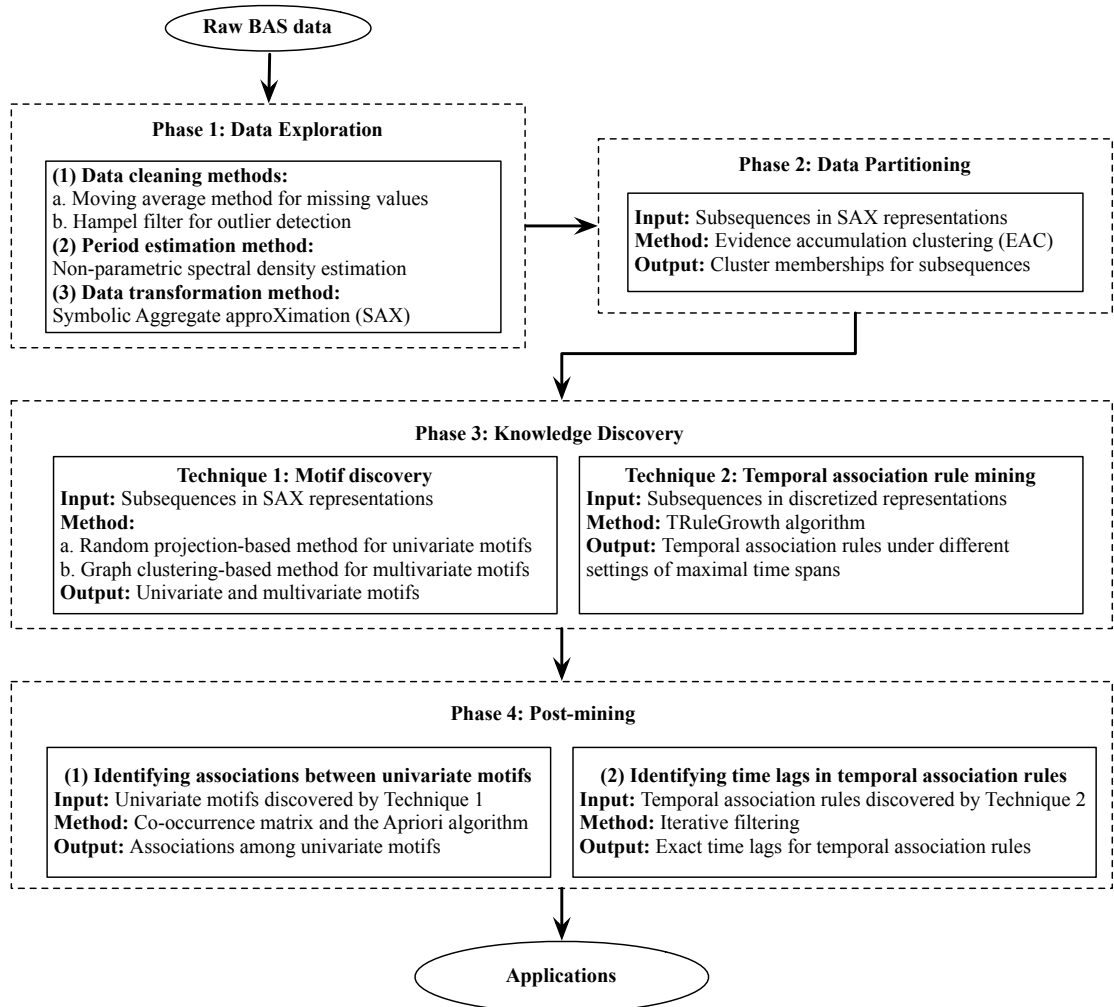 Raw BAS data
Phase 1: Data Exploration
(1) Data cleaning methods:
a. Moving average method for missing values
b. Hampel filter for outlier detection
(2) Period estimation method:
Non-parametric spectral density estimation
(3) Data transformation method:
Symbolic Aggregate approXimation (SAX)
Phase 2: Data Partitioning
Input: Subsequences in SAX representations
Method: Evidence accumulation clustering (EAC)
Output: Cluster memberships for subsequences
Phase 3: Knowledge Discovery
Technique 1: Motif discovery
Input: Subsequences in SAX representations
Method:
a. Random projection-based method for univariate motifs
b. Graph clustering-based method for multivariate motifs
Output: Univariate and multivariate motifs
Technique 2: Temporal association rule mining
Input: Subsequences in discretized representations
Method: TRuleGrowth algorithm
Output: Temporal association rules under different
settings of maximal time spans
Phase 4: Post-mining
(1) Identifying associations between univariate motifs
Input: Univariate motifs discovered by Technique 1
Method: Co-occurrence matrix and the Apriori algorithm
Output: Associations among univariate motifs
(2) Identifying time lags in temporal association rules
Input: Temporal association rules discovered by Technique 2
Method: Iterative filtering
Output: Exact time lags for temporal association rules
Applications